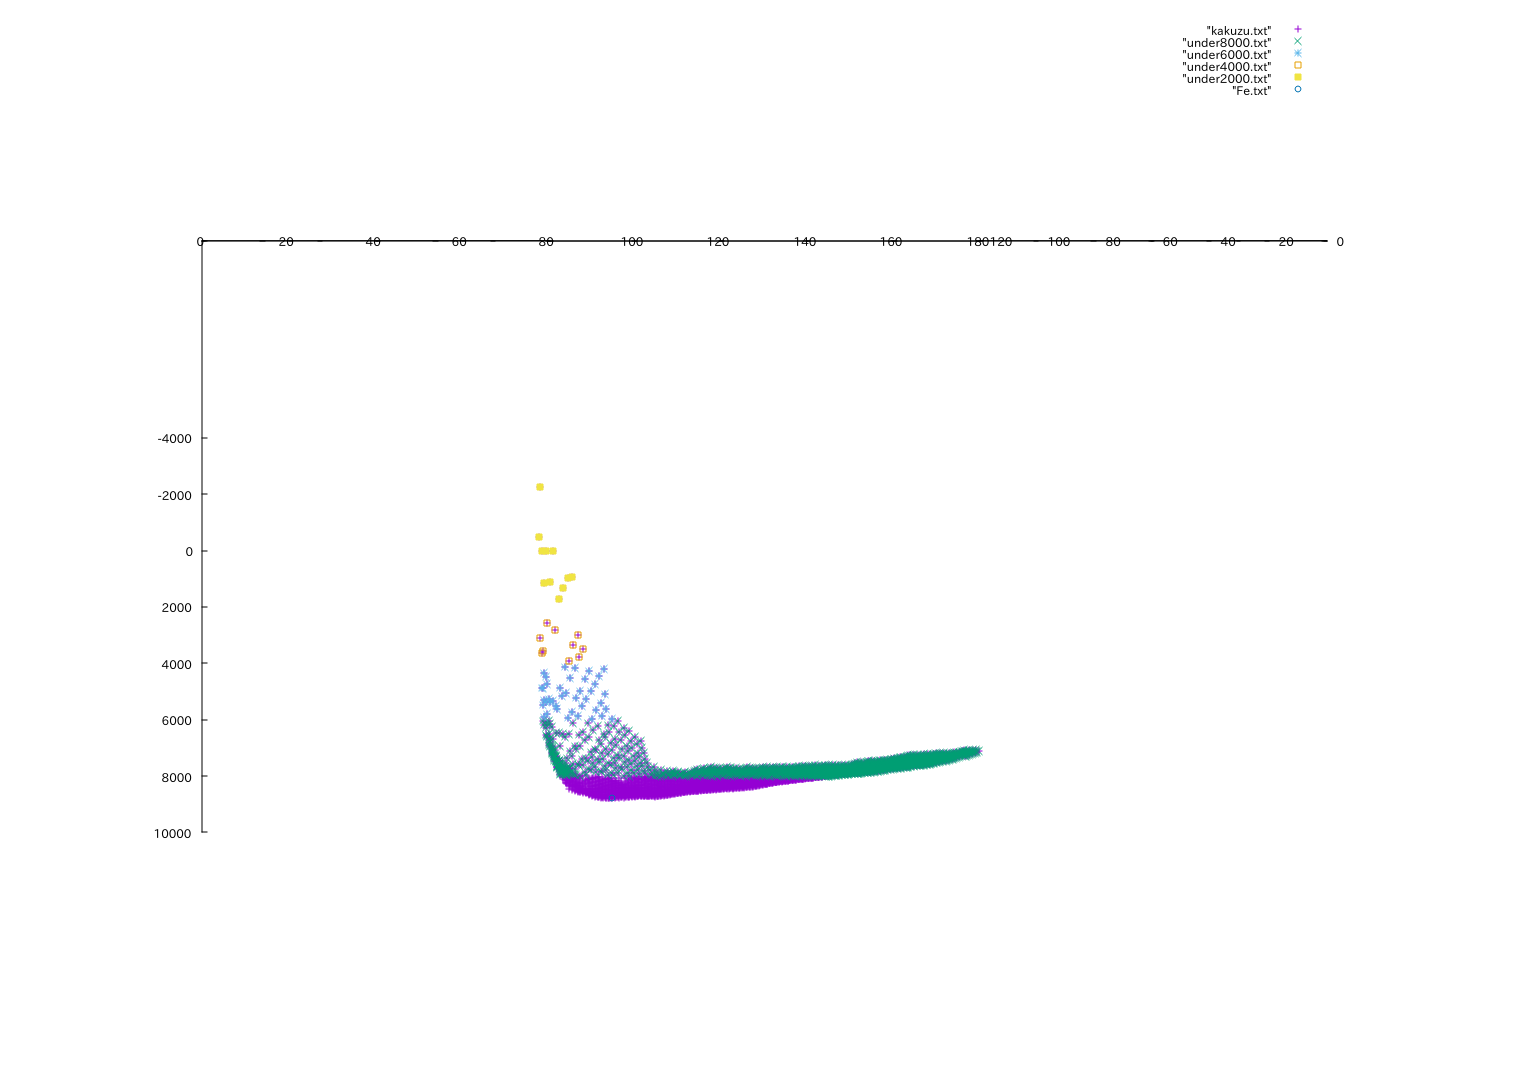 "kakuzu.txt"
"under8000.txt"
"under6000.txt"
"under4000.txt"
"under2000.txt"
"Fe.txt"
0 20 40 60 80 100 120 140 160 180120 100 80 60 40 20 0
-4000
-2000
0
2000
4000
6000
8000
10000